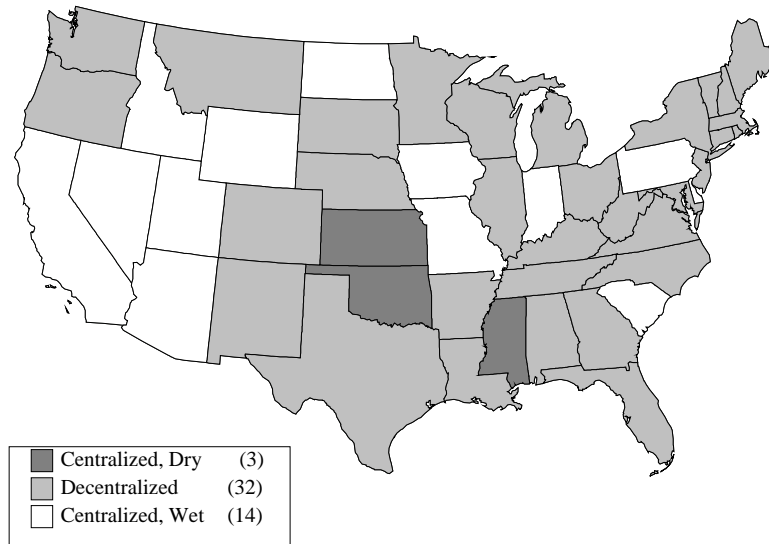 Centralized, Dry (3)
Decentralized (32)
Centralized, Wet (14)